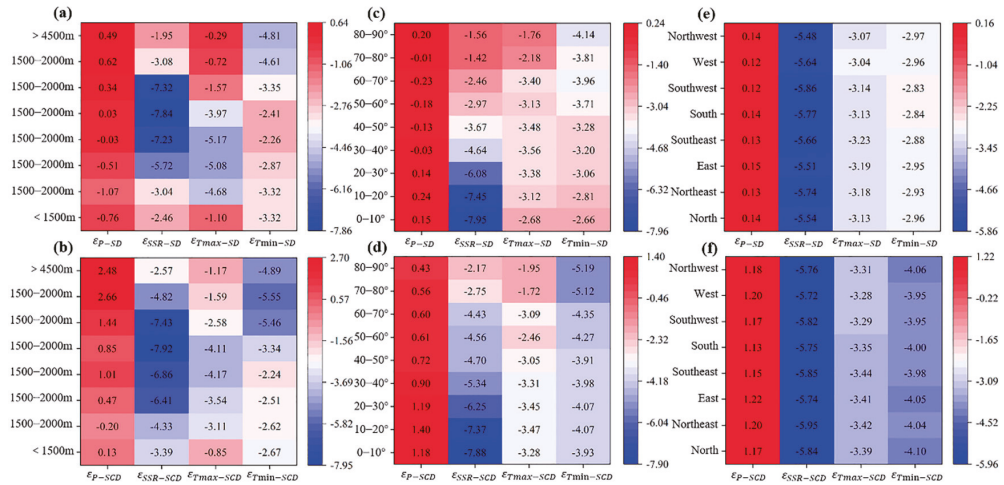 (a)
> 4500m 0.49 -1.95 -0.29 -4.81
1500−2000m 0.62 -3.08 -0.72 -4.61
1500−2000m 0.34 -7.32 -1.57 -3.35
1500−2000m 0.03 -7.84 -3.97 -2.41
1500−2000m -0.03 -7.23 -5.17 -2.26
1500−2000m -0.51 -5.72 -5.08 -2.87
1500−2000m -1.07 -3.04 -4.68 -3.32
< 1500m -0.76 -2.46 -1.10 -3.32
εP−SD εSSR−SD εTmax−SD εTmin−SD
0.64
-1.06
-2.76
-4.46
-6.16
-7.86
(c)
80−90° 0.20 -1.56 -1.76 -4.14
70−80° -0.01 -1.42 -2.18 -3.81
60−70° -0.23 -2.46 -3.40 -3.96
50−60° -0.18 -2.97 -3.13 -3.71
40−50° -0.13 -3.67 -3.48 -3.28
30−40° -0.03 -4.64 -3.56 -3.20
20−30° 0.14 -6.08 -3.38 -3.06
10−20° 0.24 -7.45 -3.12 -2.81
0−10° 0.15 -7.95 -2.68 -2.66
εP−SD εSSR−SD εTmax−SD εTmin−SD
0.24
-1.40
-3.04
-4.68
-6.32
-7.96
(e)
Northwest 0.14 -5.48 -3.07 -2.97
West 0.12 -5.64 -3.04 -2.96
Southwest 0.12 -5.86 -3.14 -2.83
South 0.14 -5.77 -3.13 -2.84
Southeast 0.13 -5.66 -3.23 -2.88
East 0.15 -5.51 -3.19 -2.95
Northeast 0.13 -5.74 -3.18 -2.93
North 0.14 -5.54 -3.13 -2.96
εP−SD εSSR−SD εTmax−SD εTmin−SD
0.16
-1.04
-2.25
-3.45
-4.66
-5.86
(b)
> 4500m 2.48 -2.57 -1.17 -4.89
1500−2000m 2.66 -4.82 -1.59 -5.55
1500−2000m 1.44 -7.43 -2.58 -5.46
1500−2000m 0.85 -7.92 -4.11 -3.34
1500−2000m 1.01 -6.86 -4.17 -2.24
1500−2000m 0.47 -6.41 -3.54 -2.51
1500−2000m -0.20 -4.33 -3.11 -2.62
< 1500m 0.13 -3.39 -0.85 -2.67
εP−SCD εSSR−SCD εTmax−SCD εTmin−SCD
2.70
0.57
-1.56
-3.69
-5.82
-7.95
(d)
80−90° 0.43 -2.17 -1.95 -5.19
70−80° 0.56 -2.75 -1.72 -5.12
60−70° 0.60 -4.43 -3.09 -4.35
50−60° 0.61 -4.56 -2.46 -4.27
40−50° 0.72 -4.70 -3.05 -3.91
30−40° 0.90 -5.34 -3.31 -3.98
20−30° 1.19 -6.25 -3.45 -4.07
10−20° 1.40 -7.37 -3.47 -4.07
0−10° 1.18 -7.88 -3.28 -3.93
εP−SCD εSSR−SCD εTmax−SCD εTmin−SCD
1.40
-0.46
-2.32
-4.18
-6.04
-7.90
(f)
Northwest 1.18 -5.76 -3.31 -4.06
West 1.20 -5.72 -3.28 -3.95
Southwest 1.17 -5.82 -3.29 -3.95
South 1.13 -5.75 -3.35 -4.00
Southeast 1.15 -5.85 -3.44 -3.98
East 1.22 -5.74 -3.41 -4.05
Northeast 1.20 -5.95 -3.42 -4.04
North 1.17 -5.84 -3.39 -4.10
εP−SCD εSSR−SCD εTmax−SCD εTmin−SCD
1.22
-0.22
-1.65
-3.09
-4.52
-5.96